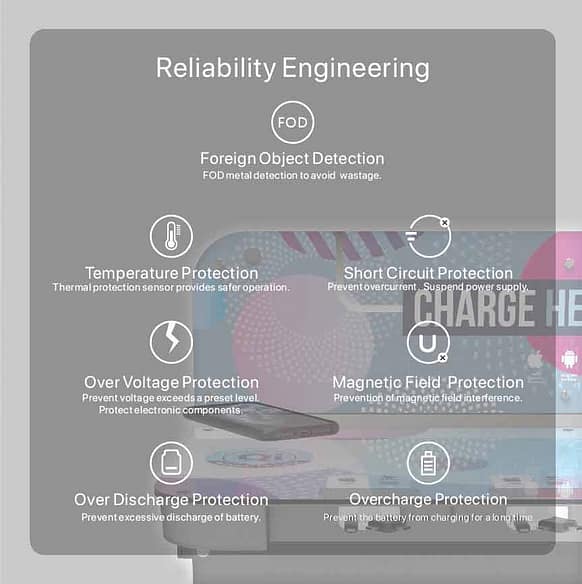 Reliability Engineering
FOD
Foreign Object Detection
FOD metal detection to avoid wastage.
Temperature Protection
Thermal protection sensor provides safer operation.
Short Circuit Protection
Prevent overcurrent. Suspend power supply.
CHARGE HE
Over Voltage Protection
Prevent voltage exceeds a preset level.
Protect electronic components.
Magnetic Field Protection
Prevention of magnetic field interference.
Over Discharge Protection
Prevent excessive discharge of battery.
Overcharge Protection
Prevent the battery from charging for a long time